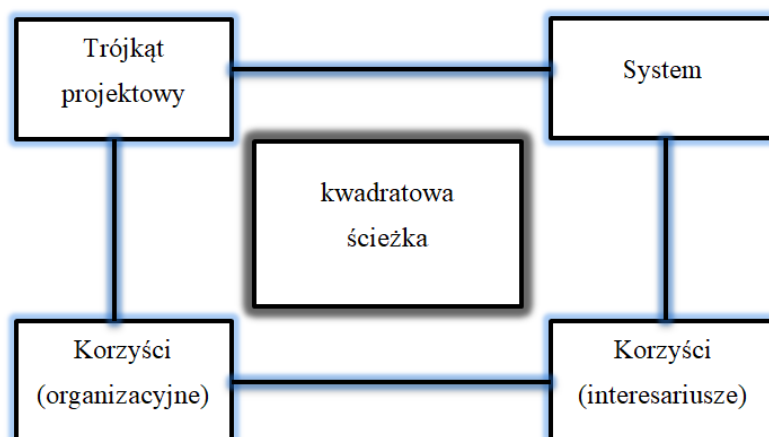 Trójkąt
projektowy
System
kwadratowa
ścieżka
Korzyści
(organizacyjne)
Korzyści
(interesariusze)